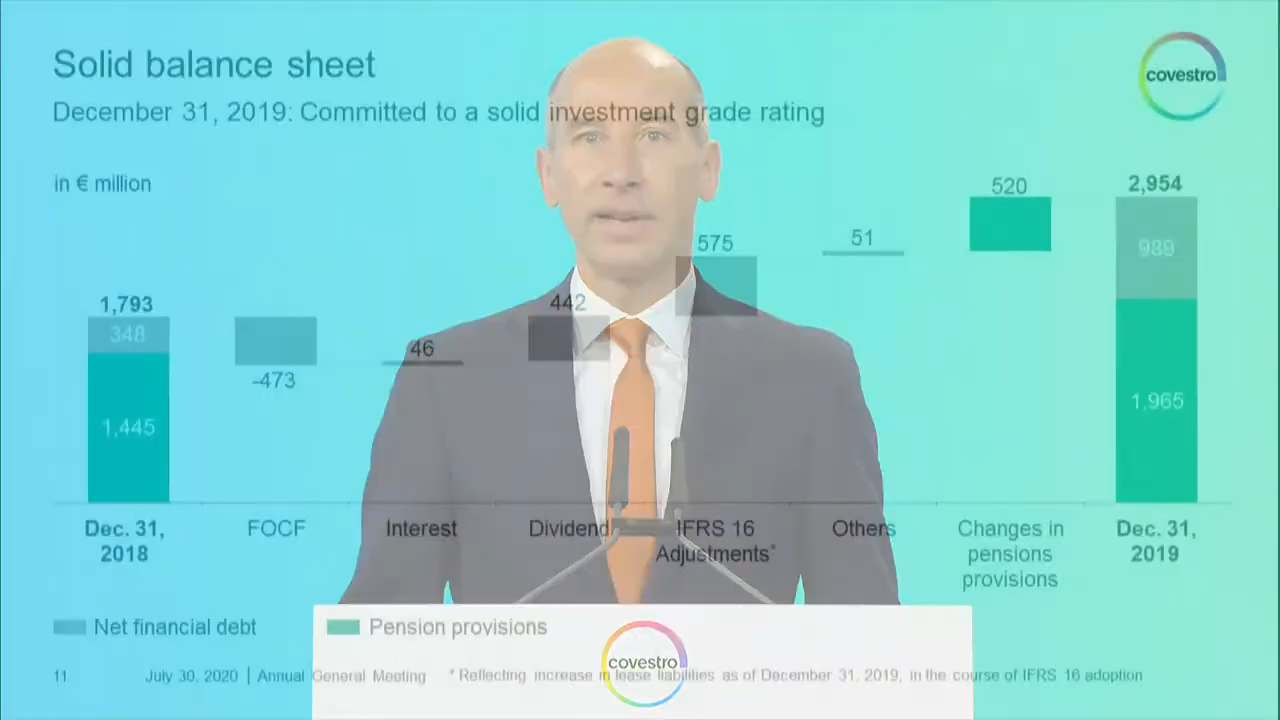 Solid balance sheet
covestro
December 31, 2019: Committed to a solid investment grade rating
in € million
1,793
348
1,445
-473
46
442
575
51
520
2,954
989
1,965
Dec. 31,
2018
FOCF
Interest
Dividend
IFRS 16
Adjustments*
Others
Changes in
pensions
provisions
Dec. 31,
2019
Net financial debt
Pension provisions
covestro
11
July 30, 2020 | Annual General Meeting
* Reflecting increase in lease liabilities as of December 31, 2019, in the course of IFRS 16 adoption